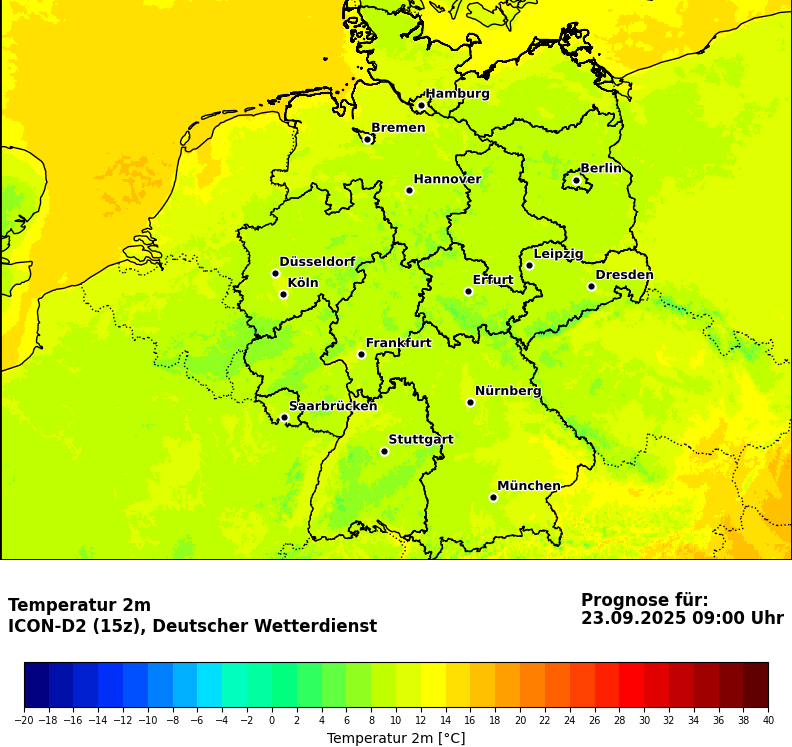 Hamburg
Bremen
Berlin
Hannover
Leipzig
Düsseldorf
Dresden
Köln
Erfurt
Frankfurt
Nürnberg
Saarbrücken
Stuttgart
München
Temperatur 2m
ICON-D2 (15z), Deutscher Wetterdienst
Prognose für:
23.09.2025 09:00 Uhr
−20 −18 −16 −14 −12 −10 −8 −6 −4 −2 0 2 4 6 8 10 12 14 16 18 20 22 24 26 28 30 32 34 36 38 40
Temperatur 2m [°C]